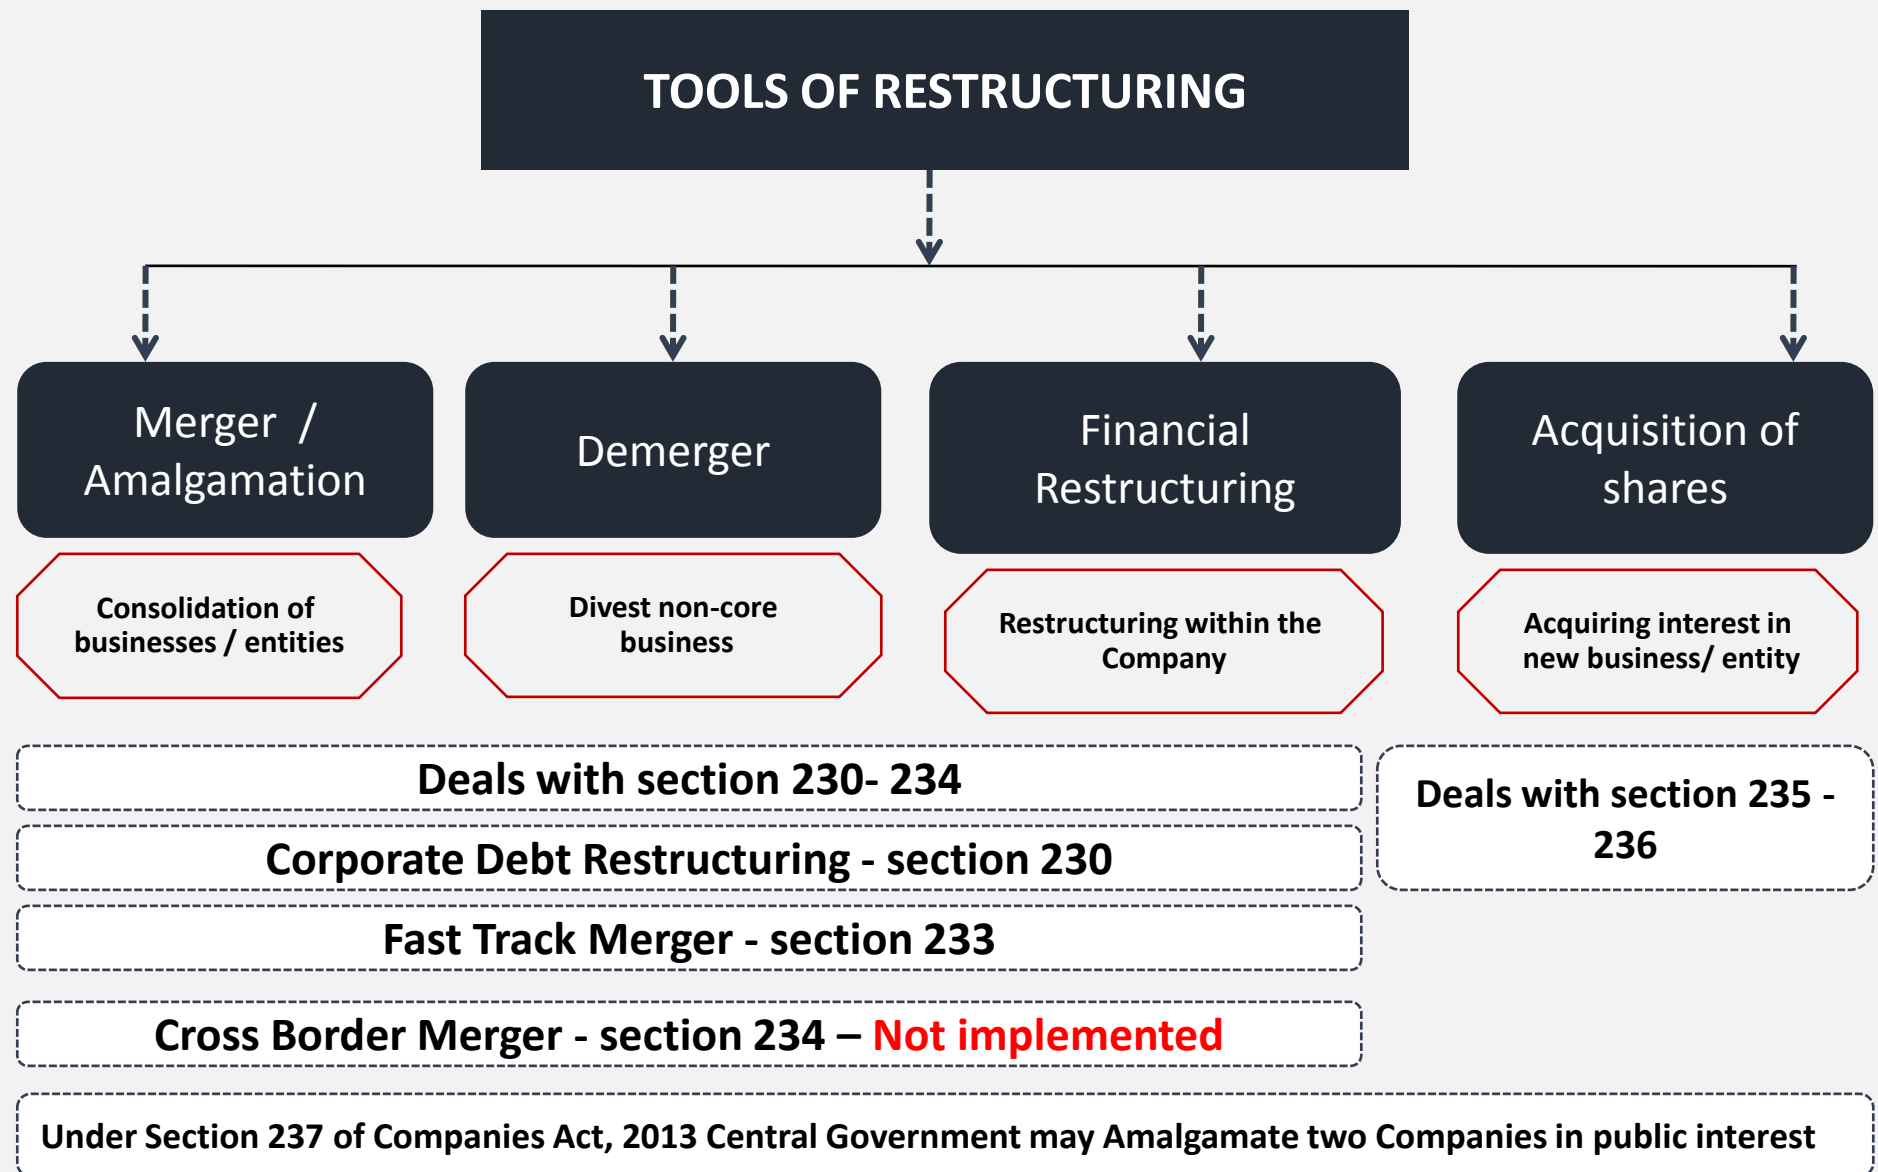 TOOLS OF RESTRUCTURING
Merger /
Amalgamation
Demerger
Financial
Restructuring
Acquisition of
shares
Consolidation of
businesses / entities
Divest non-core
business
Restructuring within the
Company
Acquiring interest in
new business/ entity
Deals with section 230- 234
Deals with section 235 -
236
Corporate Debt Restructuring - section 230
Fast Track Merger - section 233
Cross Border Merger - section 234 – Not implemented
Under Section 237 of Companies Act, 2013 Central Government may Amalgamate two Companies in public interest